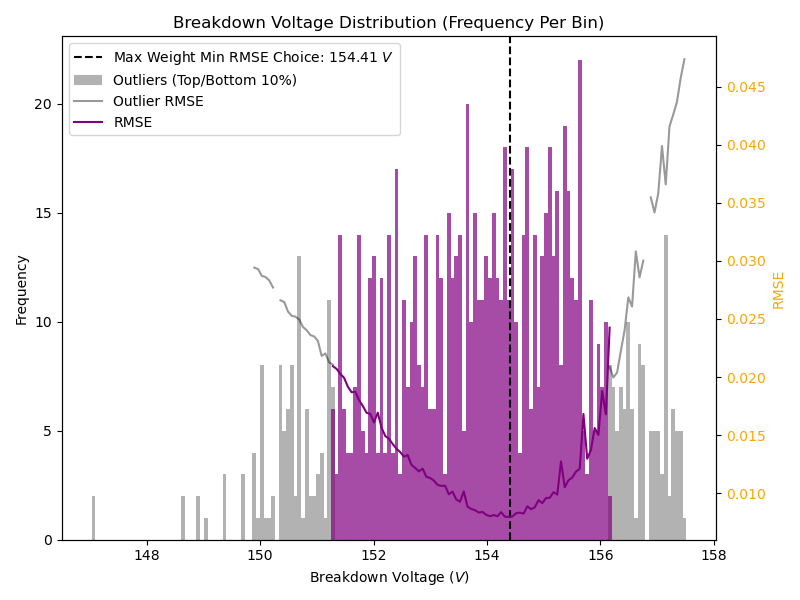 Breakdown Voltage Distribution (Frequency Per Bin)
Max Weight Min RMSE Choice: 154.41 V
Outliers (Top/Bottom 10%)
Outlier RMSE
RMSE
Frequency
20
15
10
5
0
0.045
0.040
0.035
0.030
0.025
0.020
0.015
0.010
RMSE
148 150 152 154 156 158
Breakdown Voltage (V)